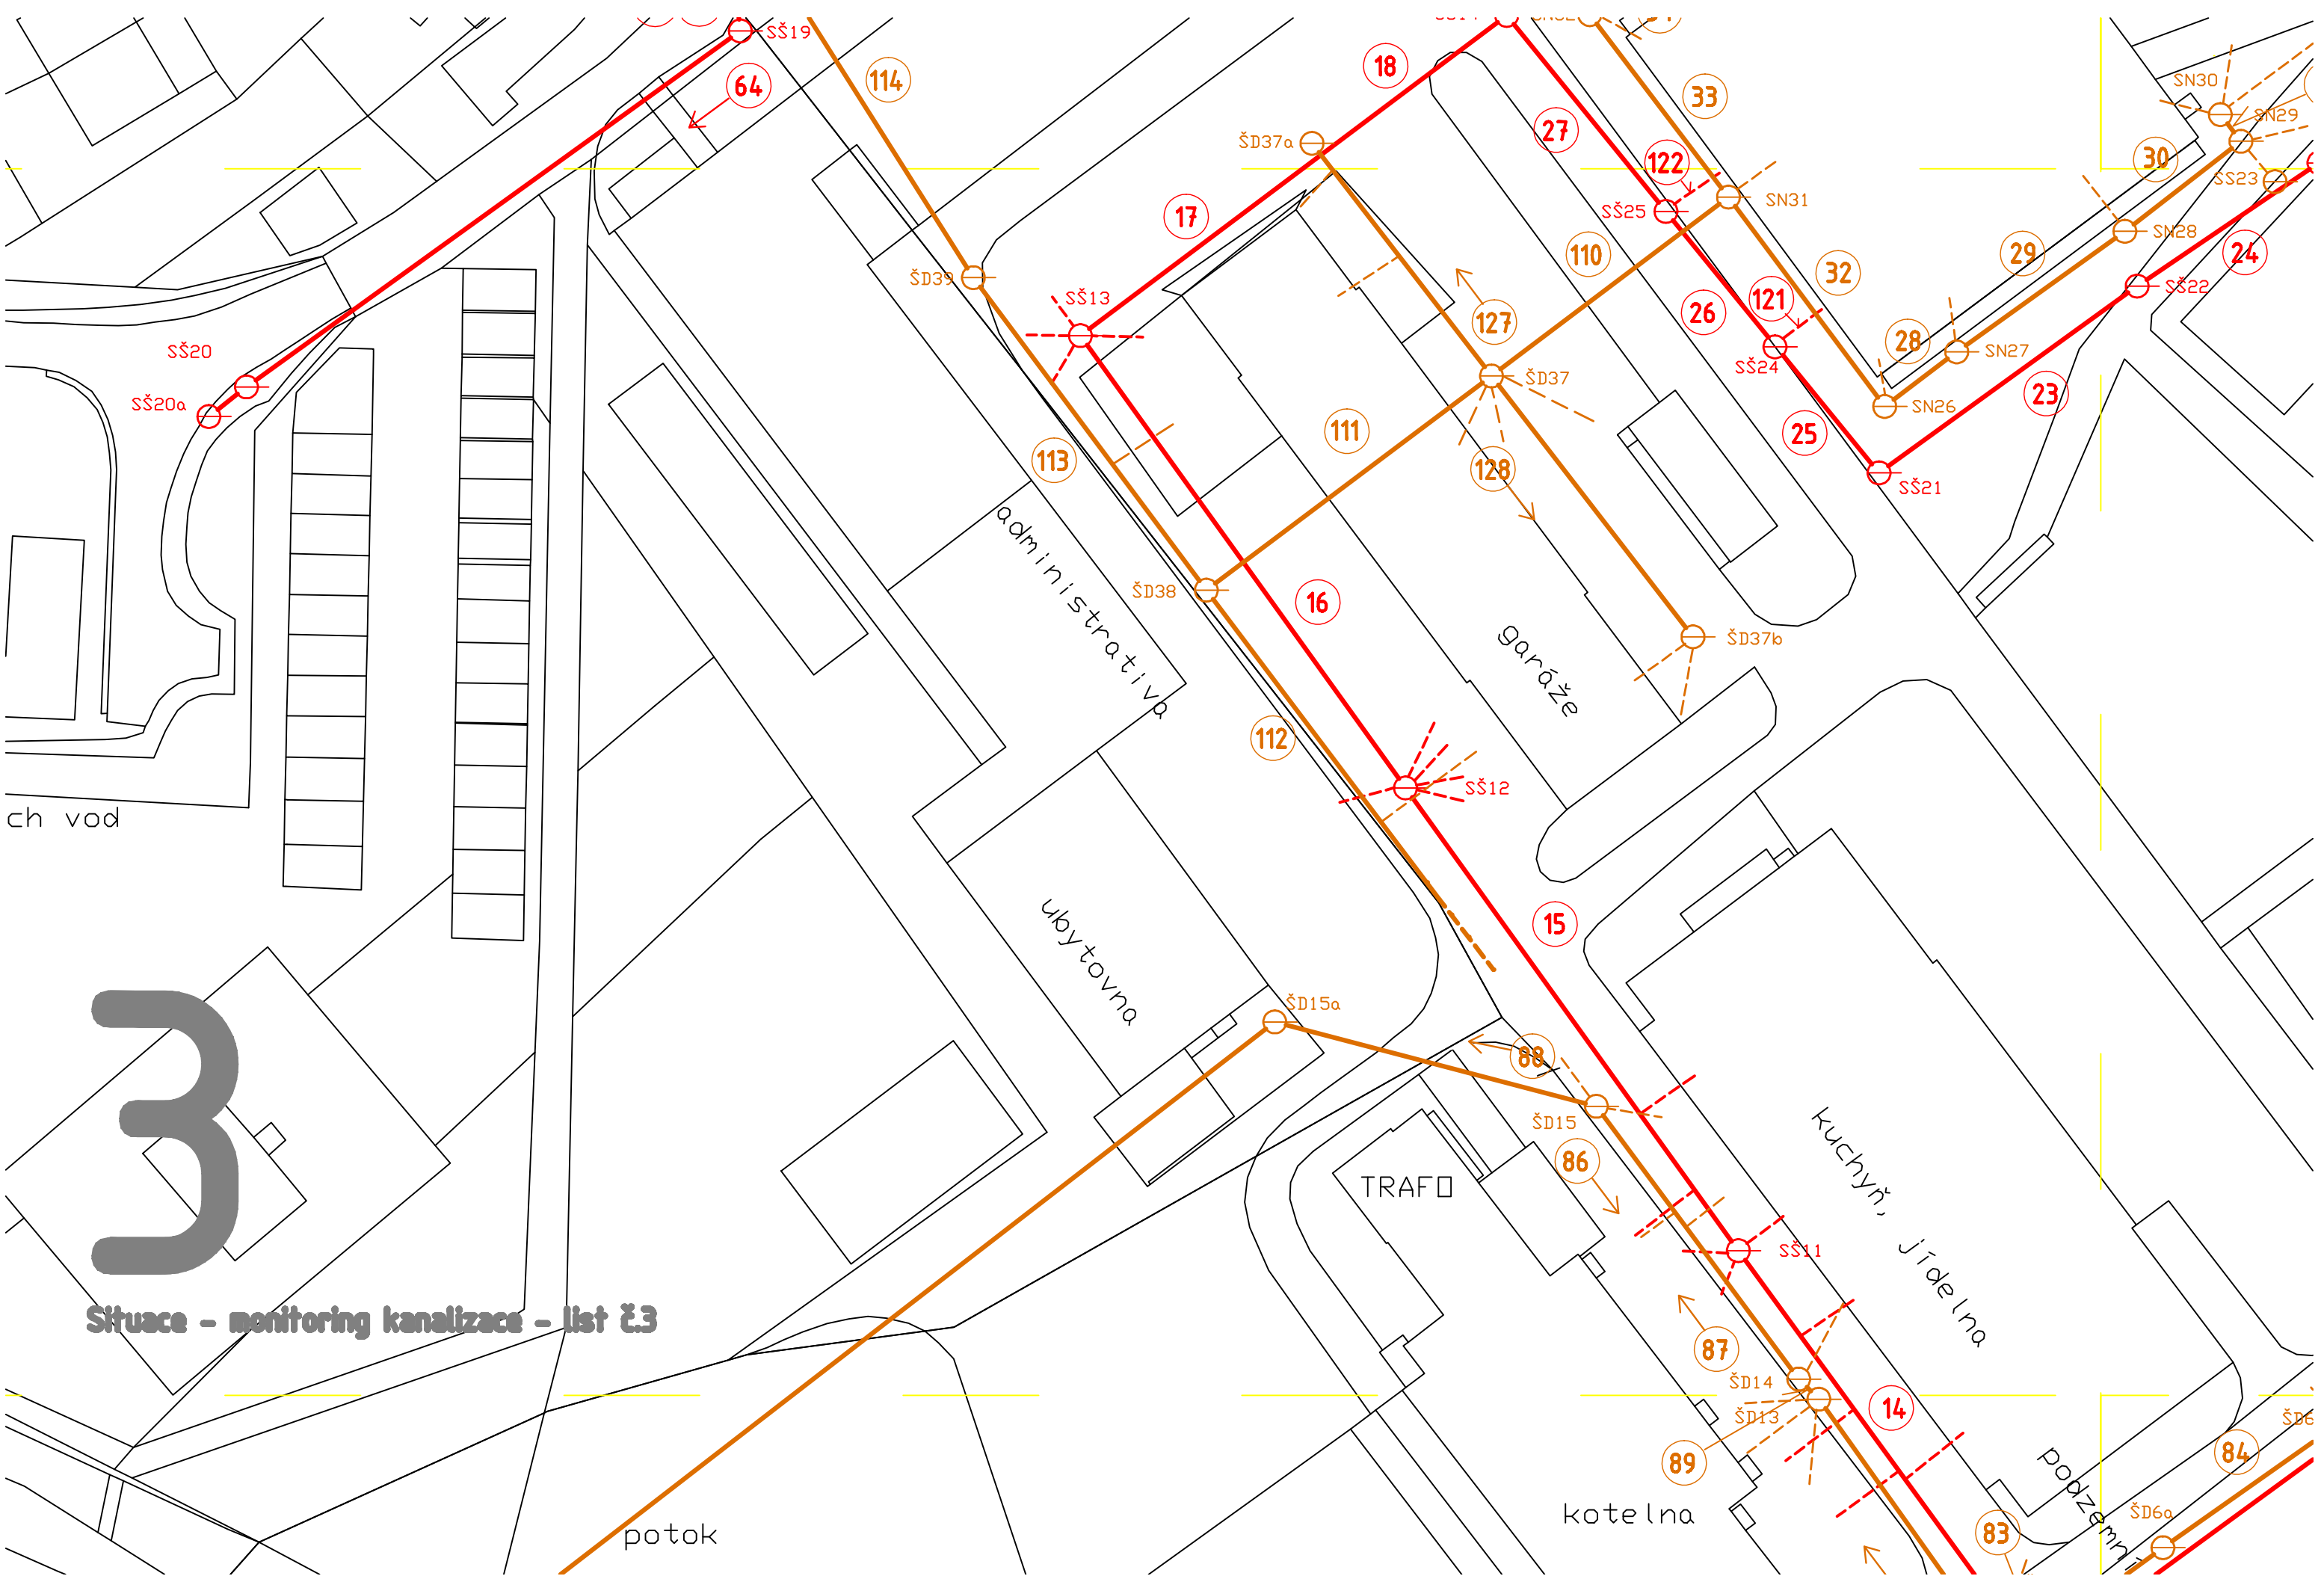 SŠ19
64
114
18
ŠD37a
27
33
122
SŠ25
SN31
SN30
SN29
30
SŠ23
SN28
29
24
SŠ22
17
ŠD39
SŠ13
110
127
26
121
32
SŠ24
28
SN27
SN26
23
25
SŠ21
SŠ20
SŠ20a
ŠD37
111
128
113
administrativa
ŠD38
16
garáže
ŠD37b
112
SŠ12
ch vod
15
ubytovna
ŠD15a
88
ŠD15
86
TRAFO
kuchyň, jídelna
SŠ11
3
Situace - monitoring kanalizace - list č.3
87
ŠD14
ŠD13
14
89
84
podzemní
ŠD6a
83
kotelna
potok